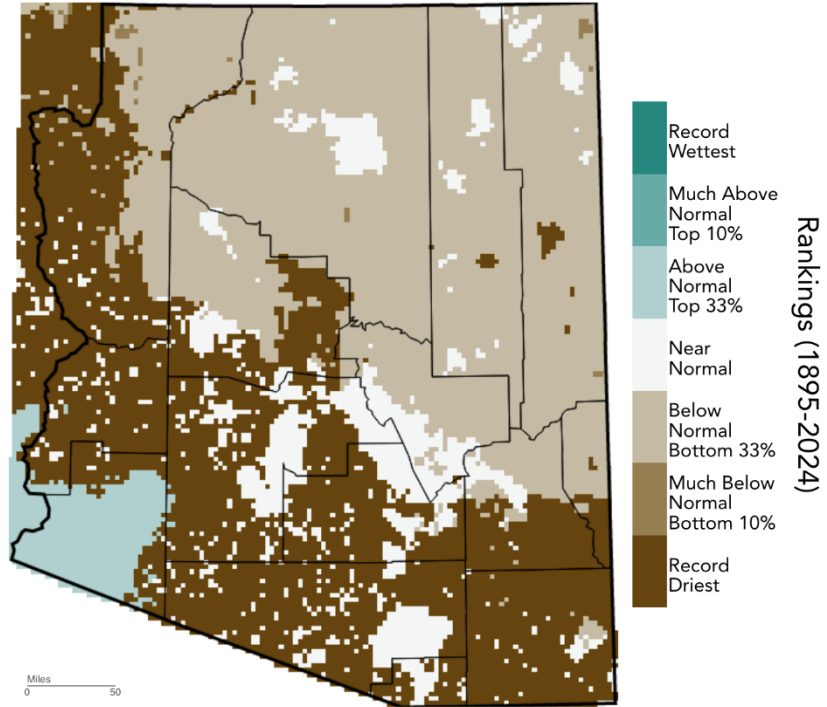 Record
Wettest
Much Above
Normal
Top 10%
Above
Normal
Top 33%
Near
Normal
Below
Normal
Bottom 33%
Much Below
Normal
Bottom 10%
Record
Driest
Rankings (1895-2024)
Miles
0 50